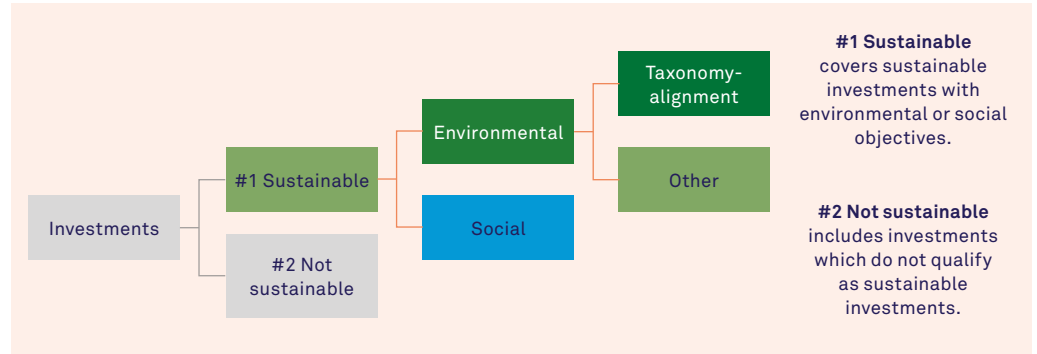 Investments
#1 Sustainable
#2 Not
sustainable
Environmental
Social
Taxonomy-
alignment
Other
#1 Sustainable
covers sustainable
investments with
environmental or social
objectives.
#2 Not sustainable
includes investments
which do not qualify
as sustainable
investments.